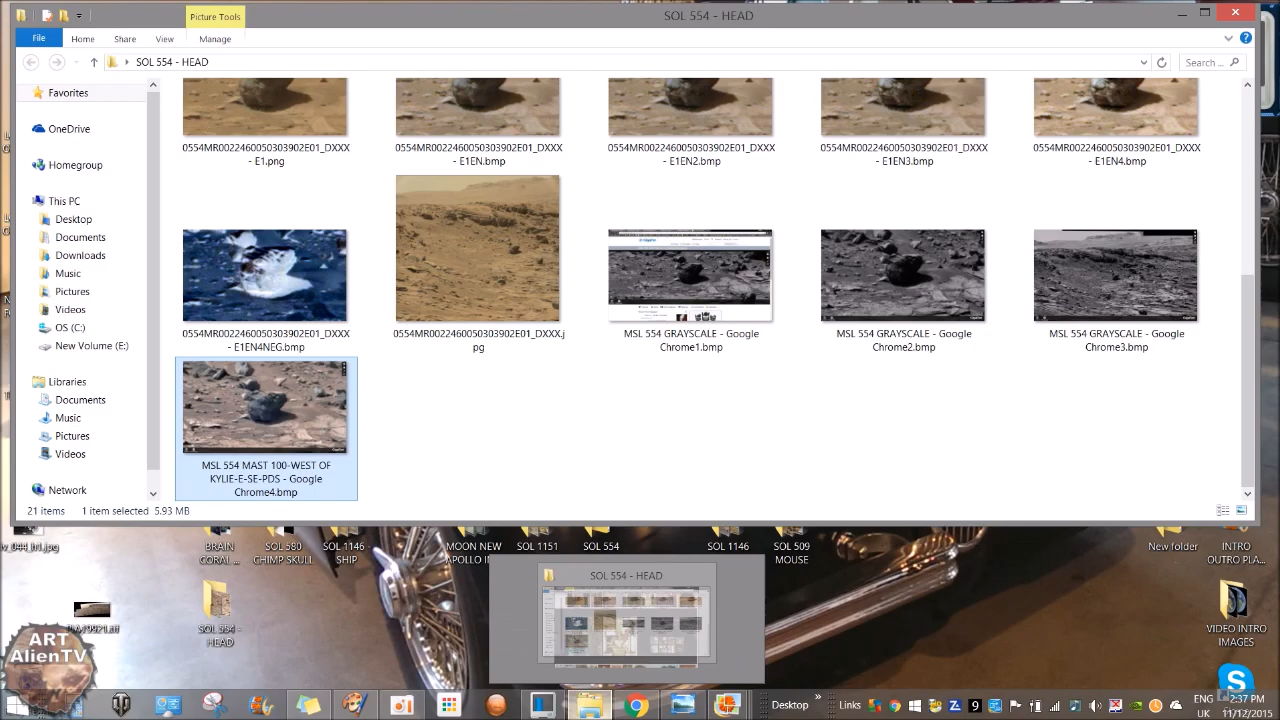 SOL 554 - HEAD
Picture Tools
File
Home
Share
View
Manage
SOL 554 - HEAD
Search ...
Favorites
OneDrive
Homegroup
This PC
Desktop
Documents
Downloads
Music
Pictures
Videos
OS (C:)
New Volume (E:)
Libraries
Documents
Music
Pictures
Videos
Network
0554MR0022460050303902E01_DXXX
- E1.png
0554MR0022460050303902E01_DXXX
- E1EN.bmp
0554MR0022460050303902E01_DXXX
- E1EN2.bmp
0554MR0022460050303902E01_DXXX
- E1EN3.bmp
0554MR0022460050303902E01_DXXX
- E1EN4.bmp
0554MR0022460050303902E01_DXXX
- E1EN4NEG.bmp
0554MR0022460050303902E01_DXXX.j
pg
MSL 554 GRAYSCALE - Google
Chrome1.bmp
MSL 554 GRAYSCALE - Google
Chrome2.bmp
MSL 554 GRAYSCALE - Google
Chrome3.bmp
MSL 554 MAST 100-WEST OF
KYLIE-E-SE-PDS - Google
Chrome4.bmp
21 items
1 item selected
5.93 MB
BRAIN
CORAL ...
SOL 580
CHIMP SKULL
SOL 1146 -
SHIP
MOON NEW
SOL 1151
SOL 554
SOL 1146
SOL 509
MOUSE
New folder
INTRO
OUTRO PLA...
SOL 554 - HEAD
SOL 554 -
HEAD
VIDEO INTRO
IMAGES
ART
AlienTV
Desktop
»
Links
ENG
UK
2:37 PM
11/12/2015